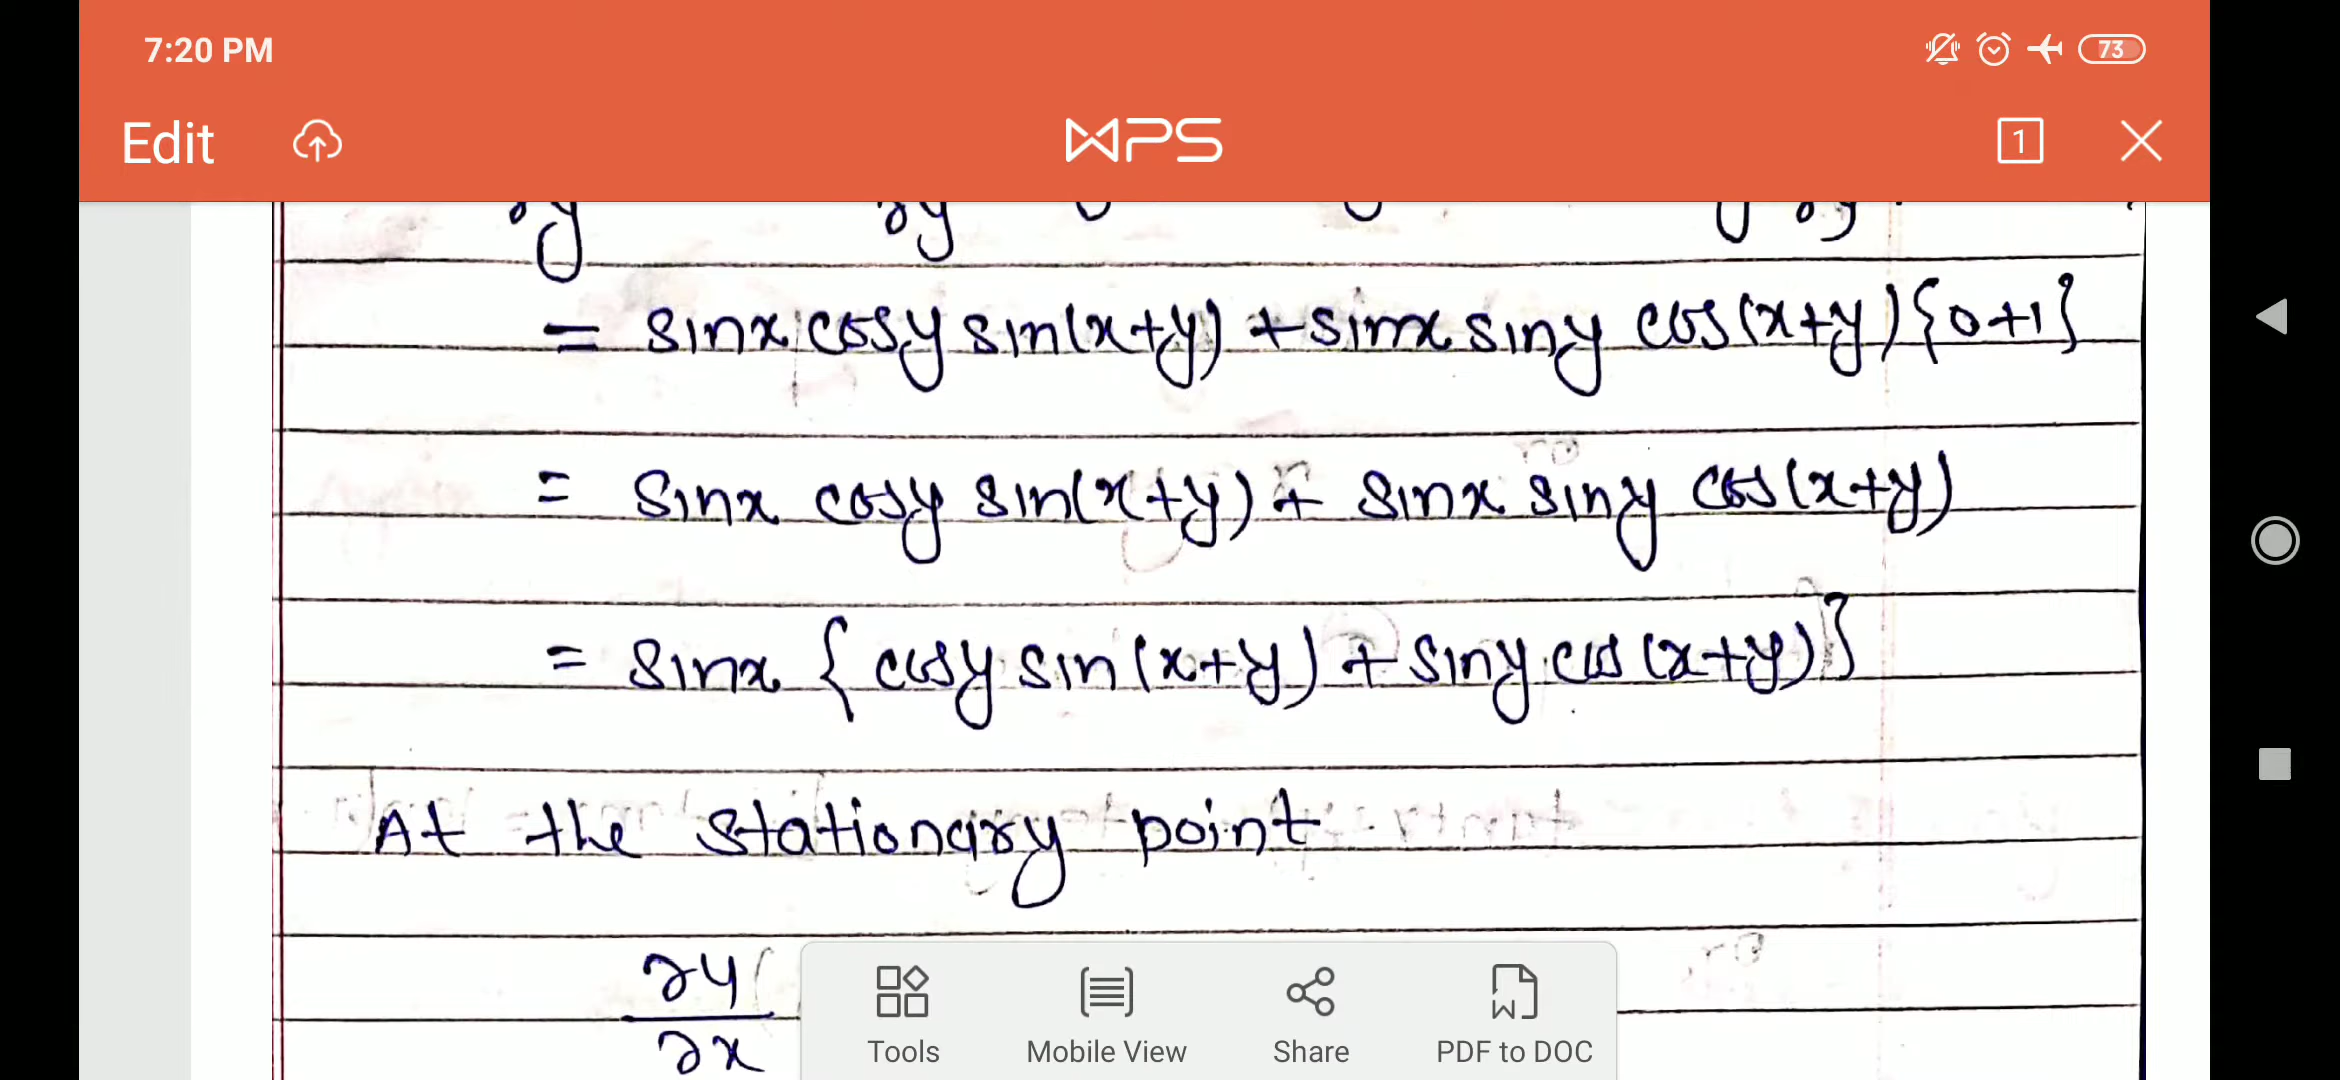 7:20 PM
73
Edit
WPS
1
= sinx cosy sin(x+y) + sinx siny cos(x+y) {0+1}
= sinx cosy sin(x+y) + sinx siny cos(x+y)
= sinx { cosy sin(x+y) + siny cos(x+y)}
At the stationary point
∂u
∂x
Tools
Mobile View
Share
PDF to DOC